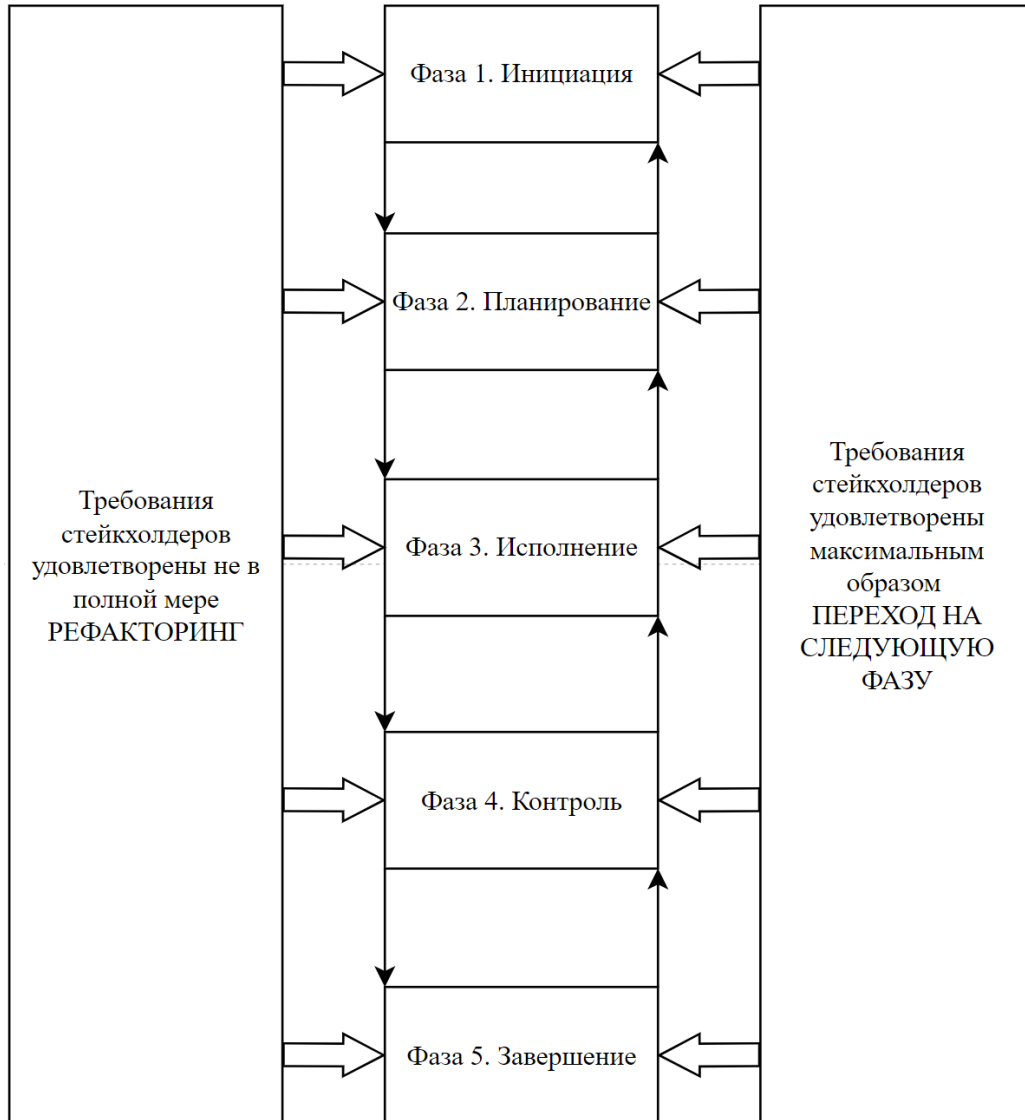 Фаза 1. Инициация
Фаза 2. Планирование
Фаза 3. Исполнение
Фаза 4. Контроль
Фаза 5. Завершение
Требования
стейкхолдеров
удовлетворены не в
полной мере
РЕФАКТОРИНГ
Требования
стейкхолдеров
удовлетворены
максимальным
образом
ПЕРЕХОД НА
СЛЕДУЮЩУЮ
ФАЗУ